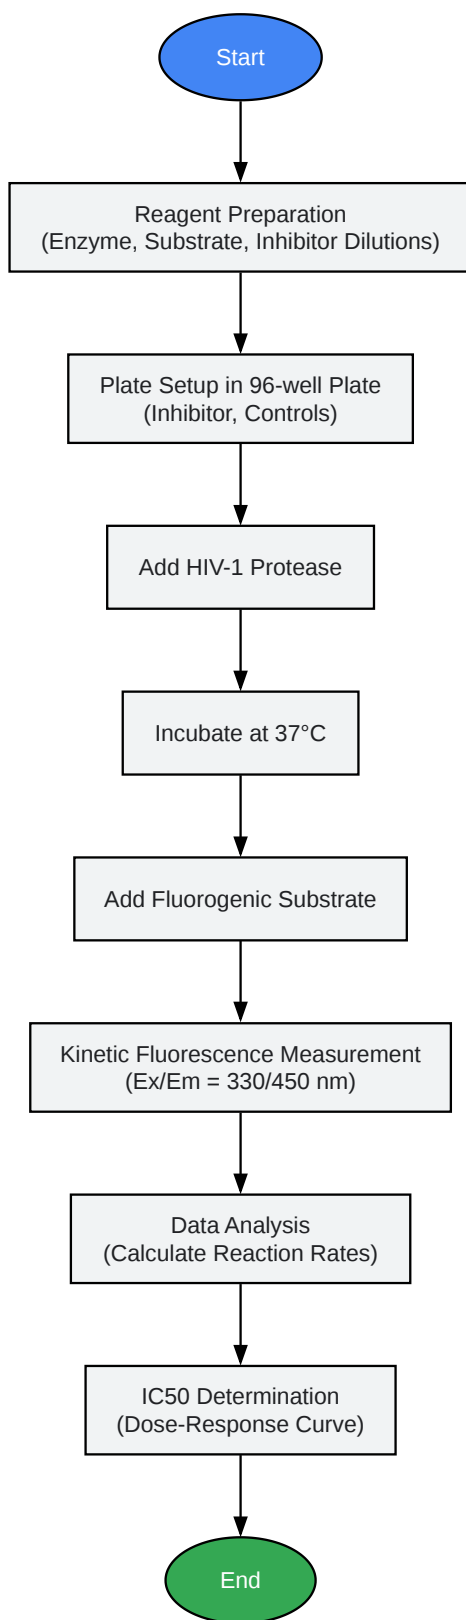 Start
Reagent Preparation
(Enzyme, Substrate, Inhibitor Dilutions)
Plate Setup in 96-well Plate
(Inhibitor, Controls)
Add HIV-1 Protease
Incubate at 37°C
Add Fluorogenic Substrate
Kinetic Fluorescence Measurement
(Ex/Em = 330/450 nm)
Data Analysis
(Calculate Reaction Rates)
IC50 Determination
(Dose-Response Curve)
End